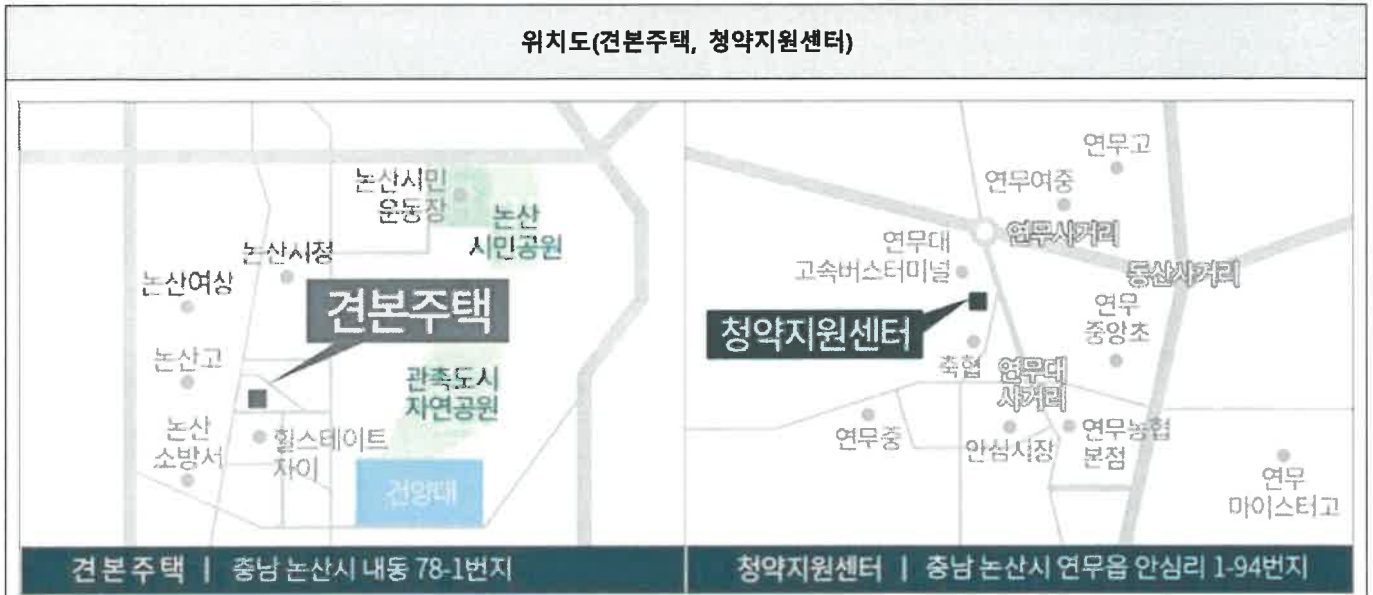 위치도(견본주택, 청약지원센터)
논산시민
운동장
논산
시민공원
논산시정
논산여상
견본주택
논산고
관촉도시
자연공원
논산
소방서
힐스테이트
자이
건양대
견본주택 | 충남 논산시 내동 78-1번지
연무고
연무여중
연무사거리
연무대
고속버스터미널
동산사거리
청약지원센터
연무
중앙초
축협
연무대
사거리
연무중
안심시장
연무농협
본점
연무
마이스터고
청약지원센터 | 충남 논산시 연무읍 안심리 1-94번지